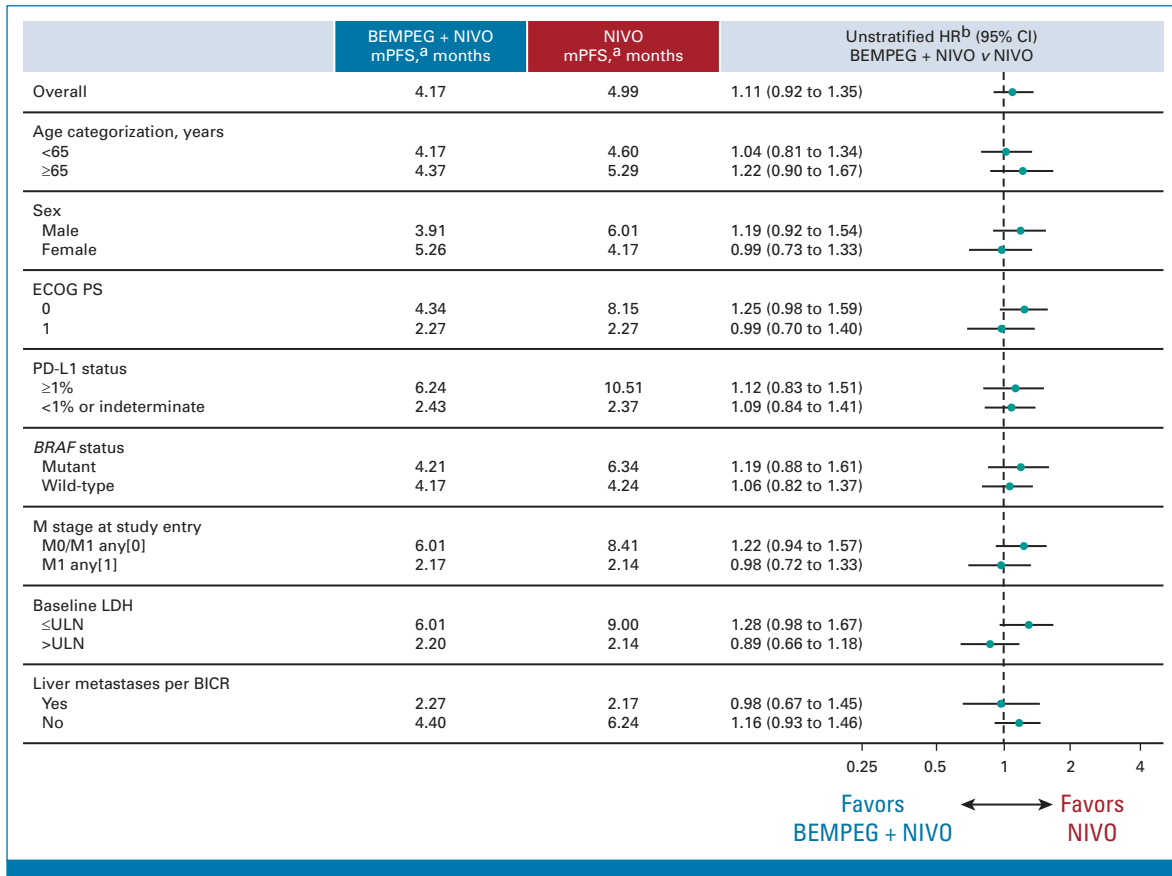 BEMPEG + NIVO NIVO Unstratified HRb (95% CI)
mPFS,a months mPFS,a months BEMPEG + NIVO v NIVO
Overall 4.17 4.99 1.11 (0.92 to 1.35)
Age categorization, years
<65 4.17 4.60 1.04 (0.81 to 1.34)
≥65 4.37 5.29 1.22 (0.90 to 1.67)
Sex
Male 3.91 6.01 1.19 (0.92 to 1.54)
Female 5.26 4.17 0.99 (0.73 to 1.33)
ECOG PS
0 4.34 8.15 1.25 (0.98 to 1.59)
1 2.27 2.27 0.99 (0.70 to 1.40)
PD-L1 status
≥1% 6.24 10.51 1.12 (0.83 to 1.51)
<1% or indeterminate 2.43 2.37 1.09 (0.84 to 1.41)
BRAF status
Mutant 4.21 6.34 1.19 (0.88 to 1.61)
Wild-type 4.17 4.24 1.06 (0.82 to 1.37)
M stage at study entry
M0/M1 any[0] 6.01 8.41 1.22 (0.94 to 1.57)
M1 any[1] 2.17 2.14 0.98 (0.72 to 1.33)
Baseline LDH
≤ULN 6.01 9.00 1.28 (0.98 to 1.67)
>ULN 2.20 2.14 0.89 (0.66 to 1.18)
Liver metastases per BICR
Yes 2.27 2.17 0.98 (0.67 to 1.45)
No 4.40 6.24 1.16 (0.93 to 1.46)
0.25 0.5 1 2 4
Favors Favors
BEMPEG + NIVO NIVO